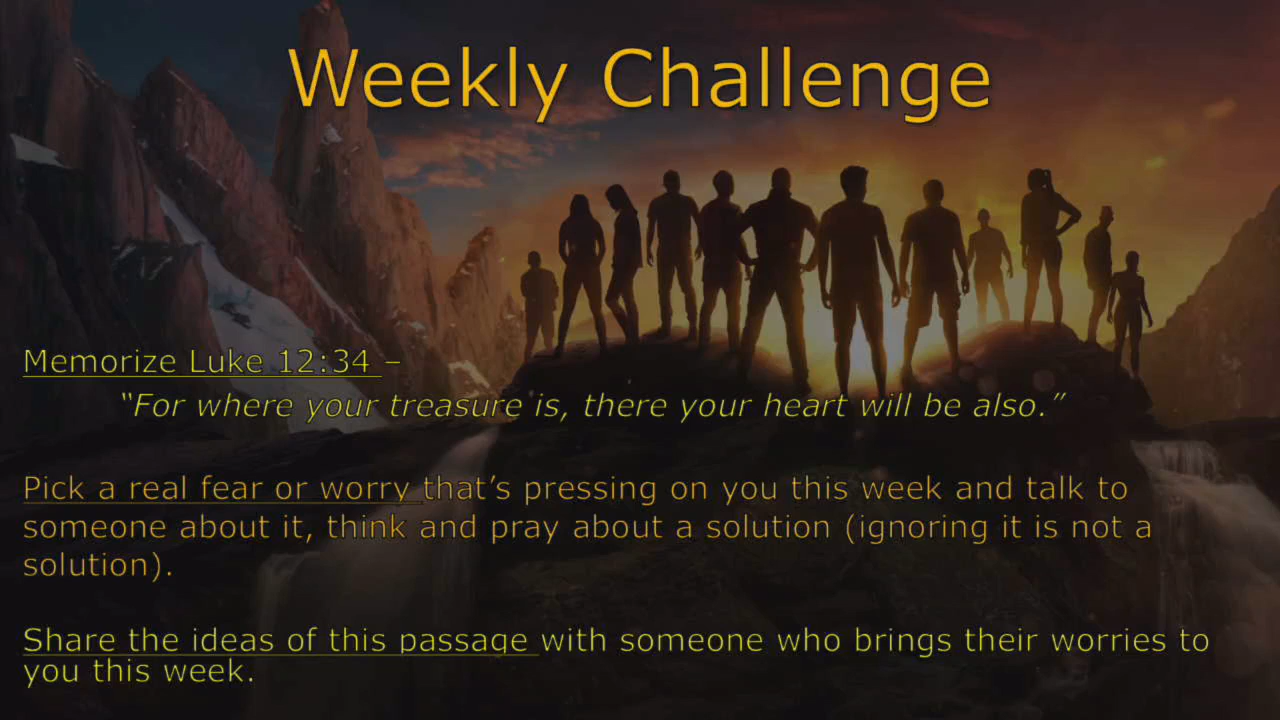 Weekly Challenge
Memorize Luke 12:34 –
“For where your treasure is, there your heart will be also.”
Pick a real fear or worry that’s pressing on you this week and talk to
someone about it, think and pray about a solution (ignoring it is not a
solution).
Share the ideas of this passage with someone who brings their worries to
you this week.